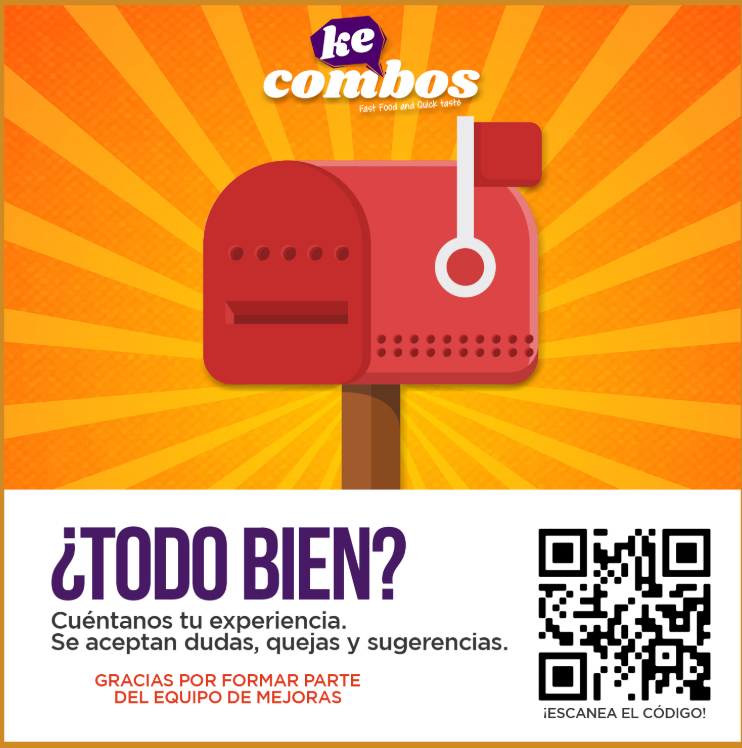 ke
combos
Fast Food and Quick taste
¿TODO BIEN?
Cuéntanos tu experiencia.
Se aceptan dudas, quejas y sugerencias.
GRACIAS POR FORMAR PARTE
DEL EQUIPO DE MEJORAS
¡ESCANEA EL CÓDIGO!